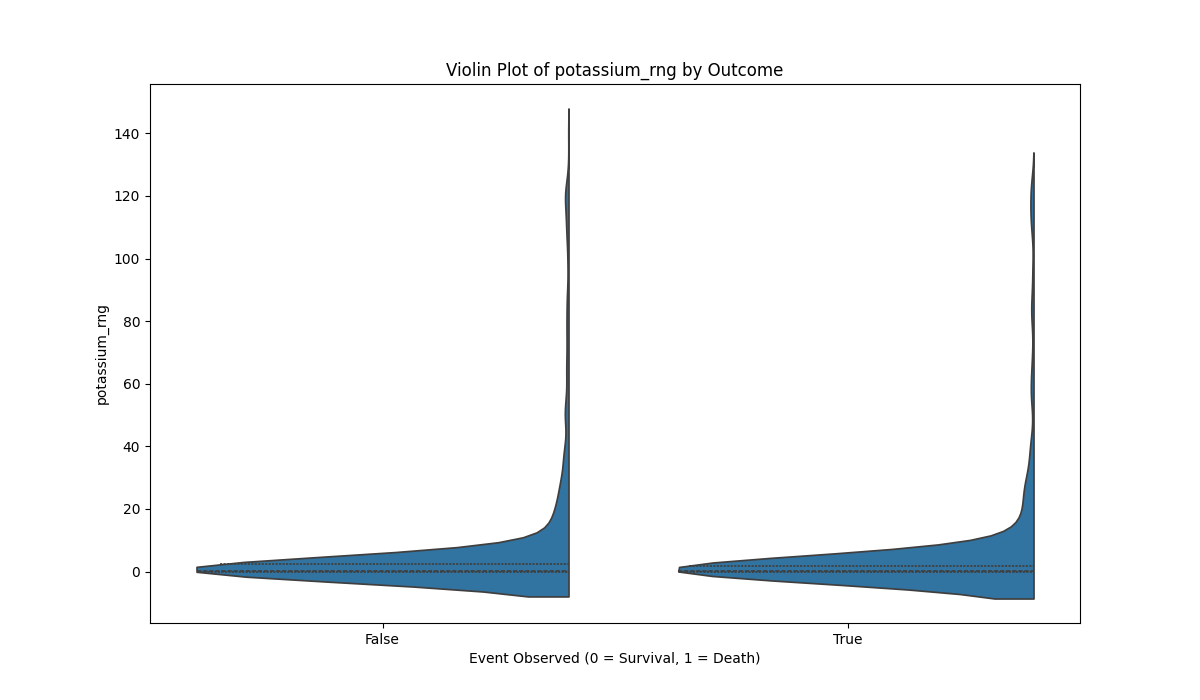 Violin Plot of potassium_rng by Outcome
140
120
100
80
60
40
20
0
potassium_rng
False
True
Event Observed (0 = Survival, 1 = Death)